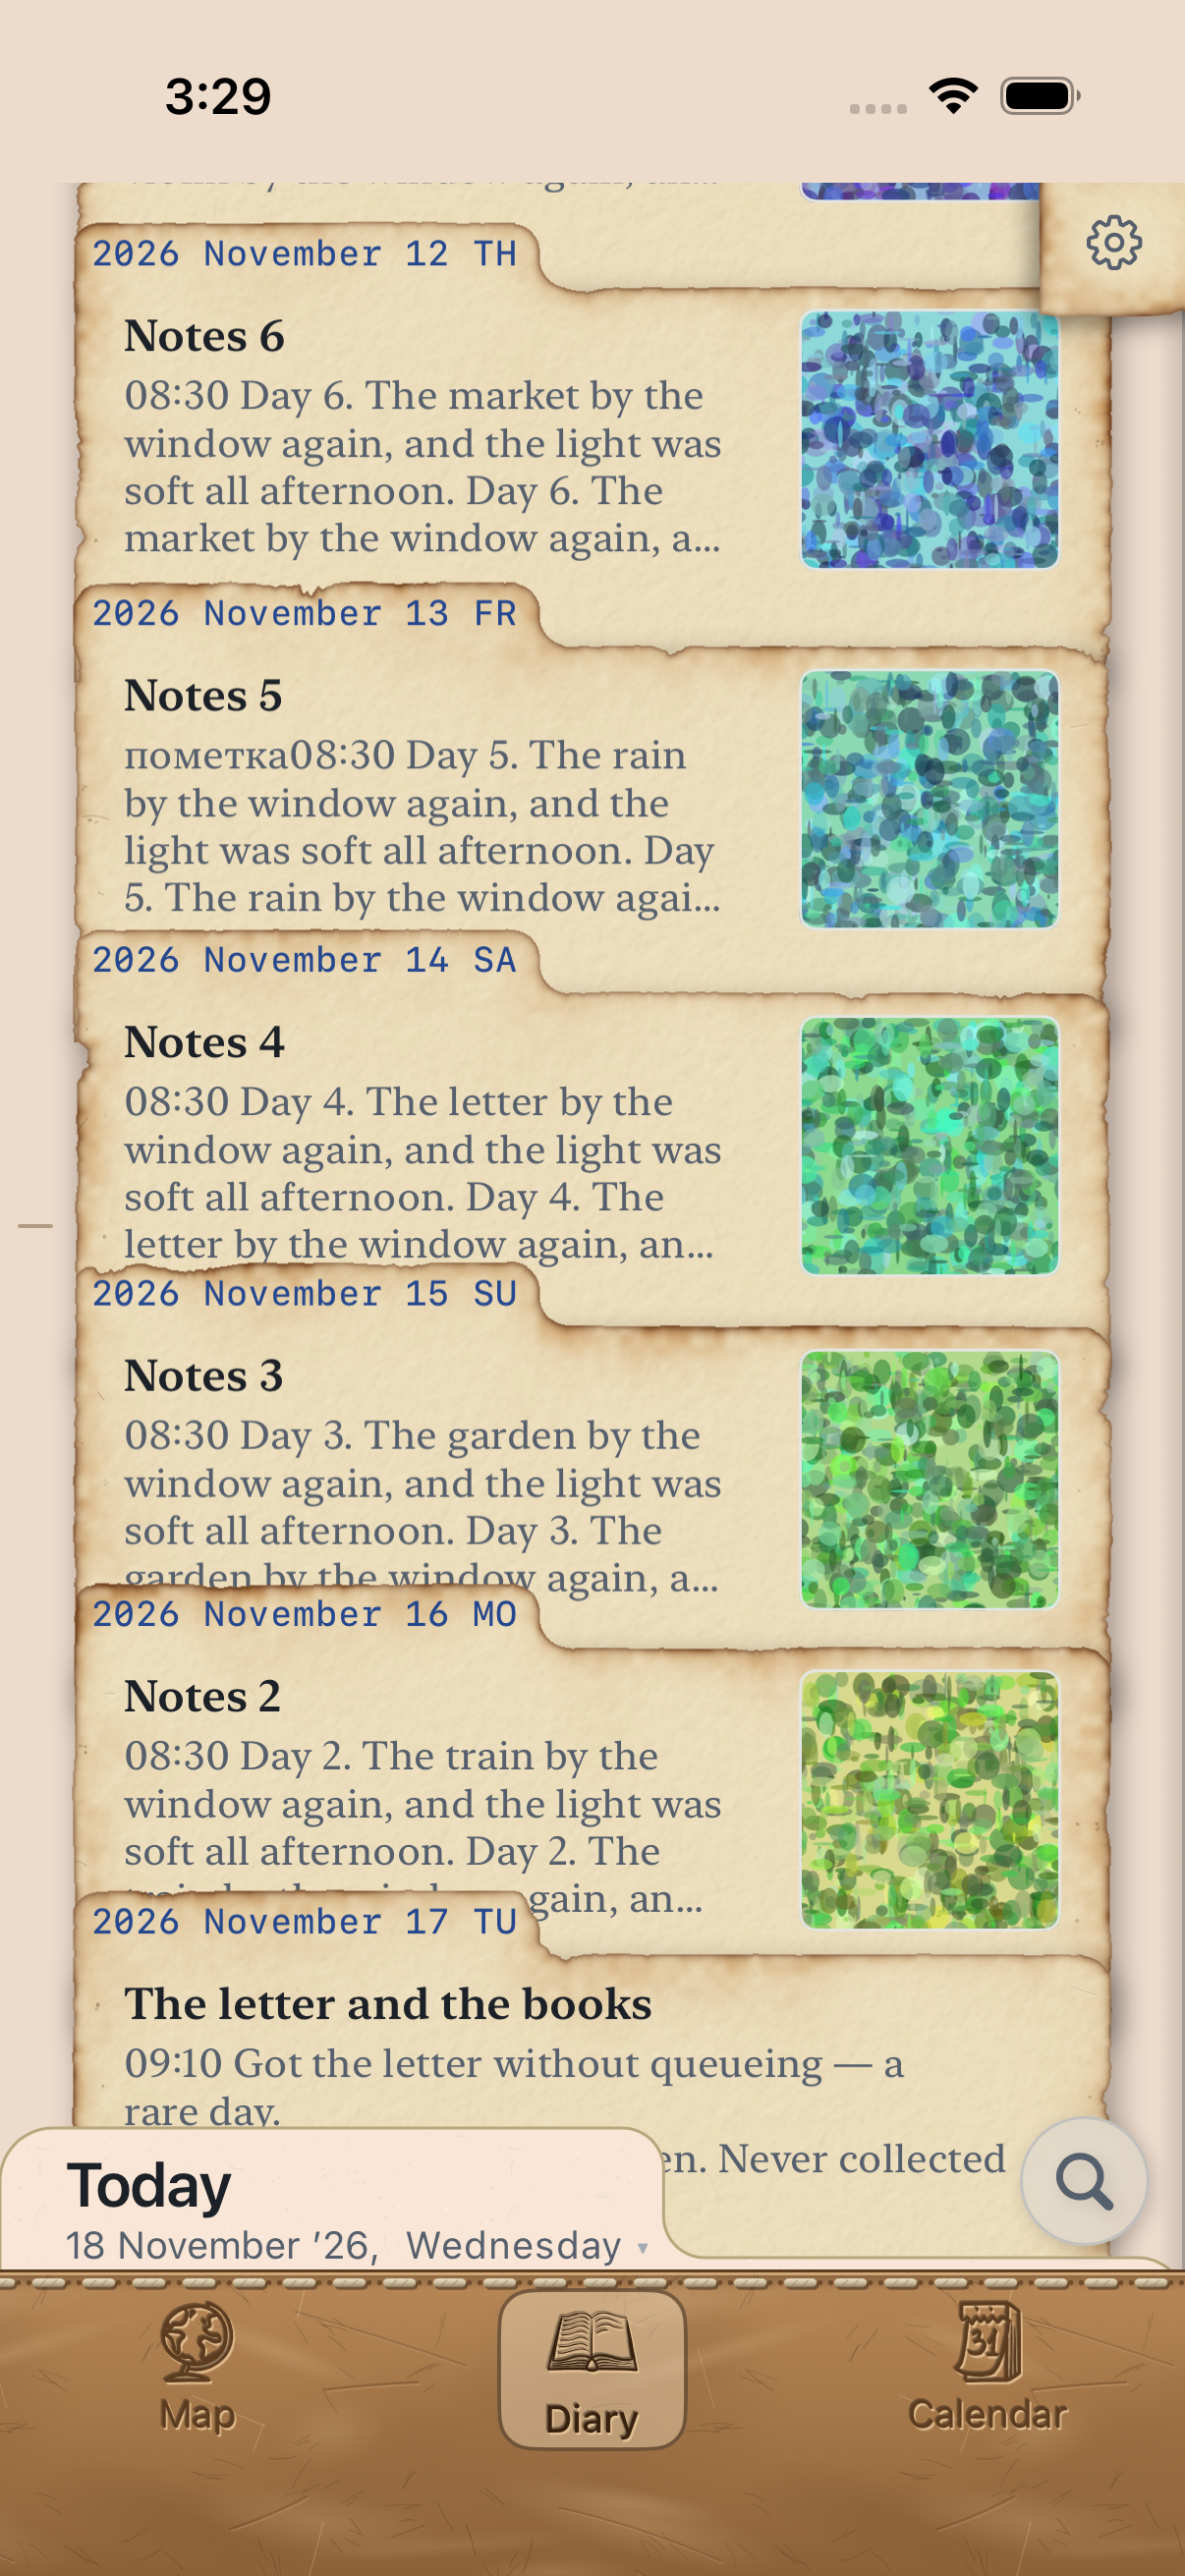 3:29
2026 November 12 TH
Notes 6
08:30 Day 6. The market by the
window again, and the light was
soft all afternoon. Day 6. The
market by the window again, a...
2026 November 13 FR
Notes 5
пометка08:30 Day 5. The rain
by the window again, and the
light was soft all afternoon. Day
5. The rain by the window agai...
2026 November 14 SA
Notes 4
08:30 Day 4. The letter by the
window again, and the light was
soft all afternoon. Day 4. The
letter by the window again, an...
2026 November 15 SU
Notes 3
08:30 Day 3. The garden by the
window again, and the light was
soft all afternoon. Day 3. The
garden by the window again, a...
2026 November 16 MO
Notes 2
08:30 Day 2. The train by the
window again, and the light was
soft all afternoon. Day 2. The
gain, an...
2026 November 17 TU
The letter and the books
09:10 Got the letter without queueing — a
rare day.
en. Never collected
Today
18 November ’26, Wednesday ▾
31
Map
Diary
Calendar